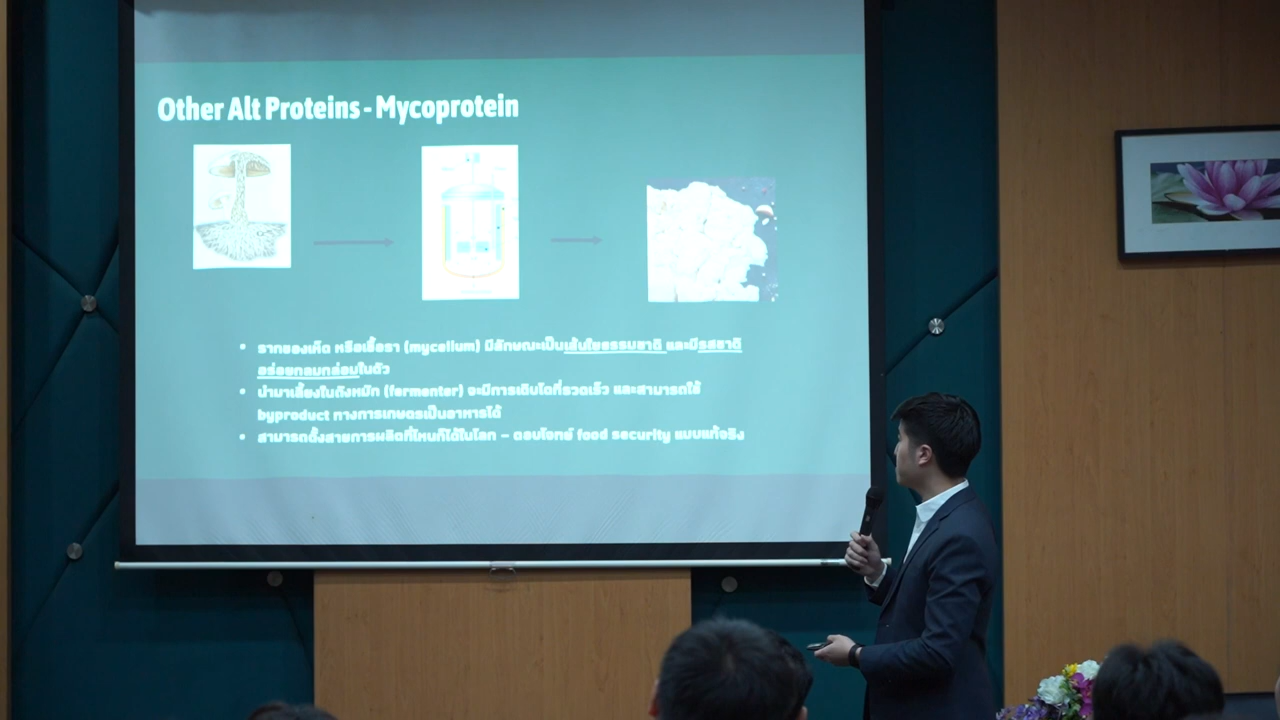 Other Alt Proteins - Mycoprotein
• รากของเห็ด หรือเชื้อรา (mycelium) มีลักษณะเป็นเส้นใยธรรมชาติ และมีรสชาติ
อร่อยกลมกล่อมในตัว
• นำมาเลี้ยงในถังหมัก (fermenter) จะมีการเติบโตที่รวดเร็ว และสามารถใช้
byproduct ทางการเกษตรเป็นอาหารได้
• สามารถตั้งสายการผลิตที่ไหนก็ได้ในโลก – ตอบโจทย์ food security แบบแท้จริง